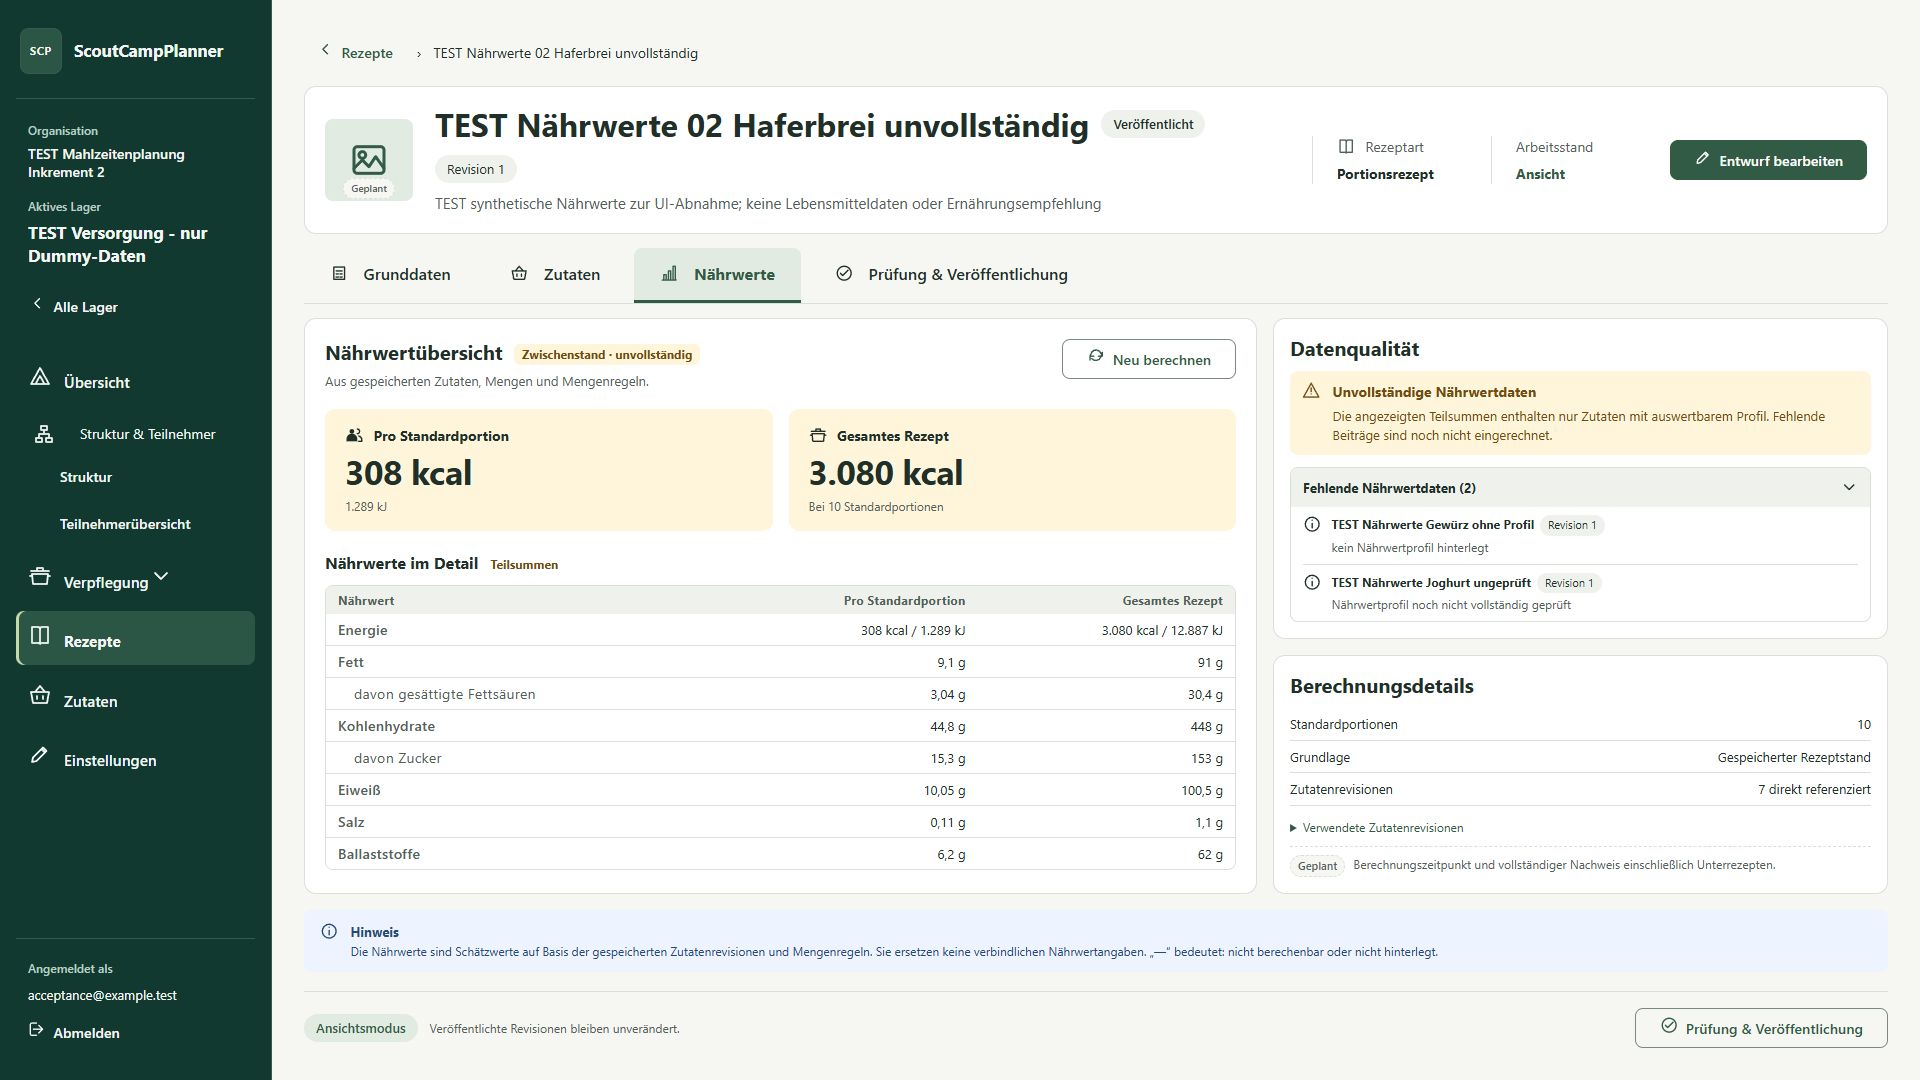 SCP
ScoutCampPlanner
Organisation
TEST Mahlzeitenplanung
Inkrement 2
Aktives Lager
TEST Versorgung - nur
Dummy-Daten
Alle Lager
Übersicht
Struktur & Teilnehmer
Struktur
Teilnehmerübersicht
Verpflegung
Rezepte
Zutaten
Einstellungen
Angemeldet als
acceptance@example.test
Abmelden
Rezepte › TEST Nährwerte 02 Haferbrei unvollständig
Geplant
TEST Nährwerte 02 Haferbrei unvollständig Veröffentlicht
Revision 1
TEST synthetische Nährwerte zur UI-Abnahme; keine Lebensmitteldaten oder Ernährungsempfehlung
Rezeptart
Portionsrezept
Arbeitsstand
Ansicht
Entwurf bearbeiten
Grunddaten Zutaten Nährwerte Prüfung & Veröffentlichung
Nährwertübersicht Zwischenstand · unvollständig
Aus gespeicherten Zutaten, Mengen und Mengenregeln.
Neu berechnen
Pro Standardportion
308 kcal
1.289 kJ
Gesamtes Rezept
3.080 kcal
Bei 10 Standardportionen
Nährwerte im Detail Teilsummen
Nährwert Pro Standardportion Gesamtes Rezept
Energie 308 kcal / 1.289 kJ 3.080 kcal / 12.887 kJ
Fett 9,1 g 91 g
davon gesättigte Fettsäuren 3,04 g 30,4 g
Kohlenhydrate 44,8 g 448 g
davon Zucker 15,3 g 153 g
Eiweiß 10,05 g 100,5 g
Salz 0,11 g 1,1 g
Ballaststoffe 6,2 g 62 g
Datenqualität
Unvollständige Nährwertdaten
Die angezeigten Teilsummen enthalten nur Zutaten mit auswertbarem Profil. Fehlende
Beiträge sind noch nicht eingerechnet.
Fehlende Nährwertdaten (2)
TEST Nährwerte Gewürz ohne Profil Revision 1
kein Nährwertprofil hinterlegt
TEST Nährwerte Joghurt ungeprüft Revision 1
Nährwertprofil noch nicht vollständig geprüft
Berechnungsdetails
Standardportionen 10
Grundlage Gespeicherter Rezeptstand
Zutatenrevisionen 7 direkt referenziert
Verwendete Zutatenrevisionen
Geplant Berechnungszeitpunkt und vollständiger Nachweis einschließlich Unterrezepten.
Hinweis
Die Nährwerte sind Schätzwerte auf Basis der gespeicherten Zutatenrevisionen und Mengenregeln. Sie ersetzen keine verbindlichen Nährwertangaben. „—“ bedeutet: nicht berechenbar oder nicht hinterlegt.
Ansichtsmodus Veröffentlichte Revisionen bleiben unverändert.
Prüfung & Veröffentlichung